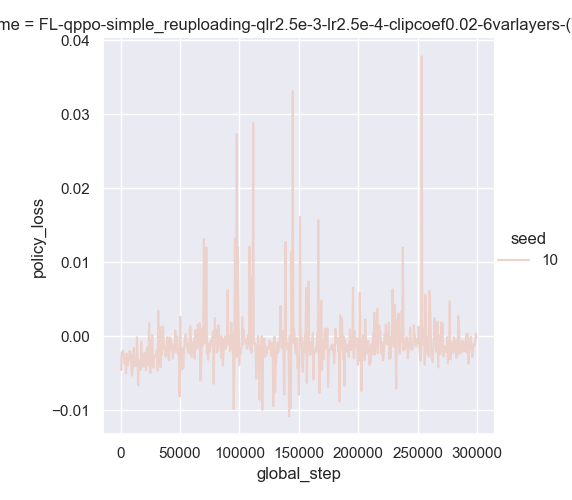 me = FL-qppo-simple_reuploading-qlr2.5e-3-lr2.5e-4-clipcoef0.02-6varlayers-(
0.04
0.03
0.02
0.01
0.00
−0.01
policy_loss
0 50000 100000 150000 200000 250000 300000
global_step
seed
10